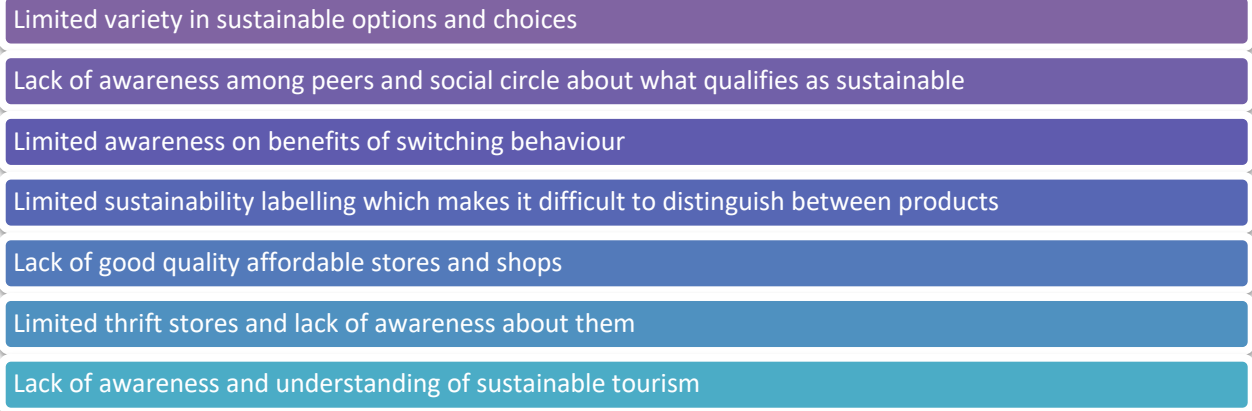 Limited variety in sustainable options and choices
Lack of awareness among peers and social circle about what qualifies as sustainable
Limited awareness on benefits of switching behaviour
Limited sustainability labelling which makes it difficult to distinguish between products
Lack of good quality affordable stores and shops
Limited thrift stores and lack of awareness about them
Lack of awareness and understanding of sustainable tourism